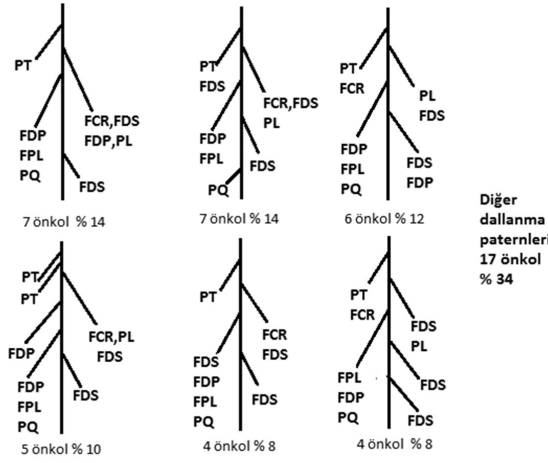 PT
FCR,FDS
FDP,PL
FDP
FPL
PQ
FDS
7 önkol % 14
PT
FDS
FCR,FDS
PL
FDP
FPL
FDS
PQ
7 önkol % 14
PT
FCR
PL
FDS
FDP
FPL
PQ
FDS
FDP
6 önkol % 12
Diğer
dallanma
paternleri
17 önkol
% 34
PT
PT
FCR,PL
FDS
FDP
FDP
FPL
PQ
FDS
5 önkol % 10
PT
FCR
FDS
FDS
FDP
FPL
PQ
FDS
4 önkol % 8
PT
FCR
FDS
PL
FPL
FDP
PQ
FDS
FDS
4 önkol % 8